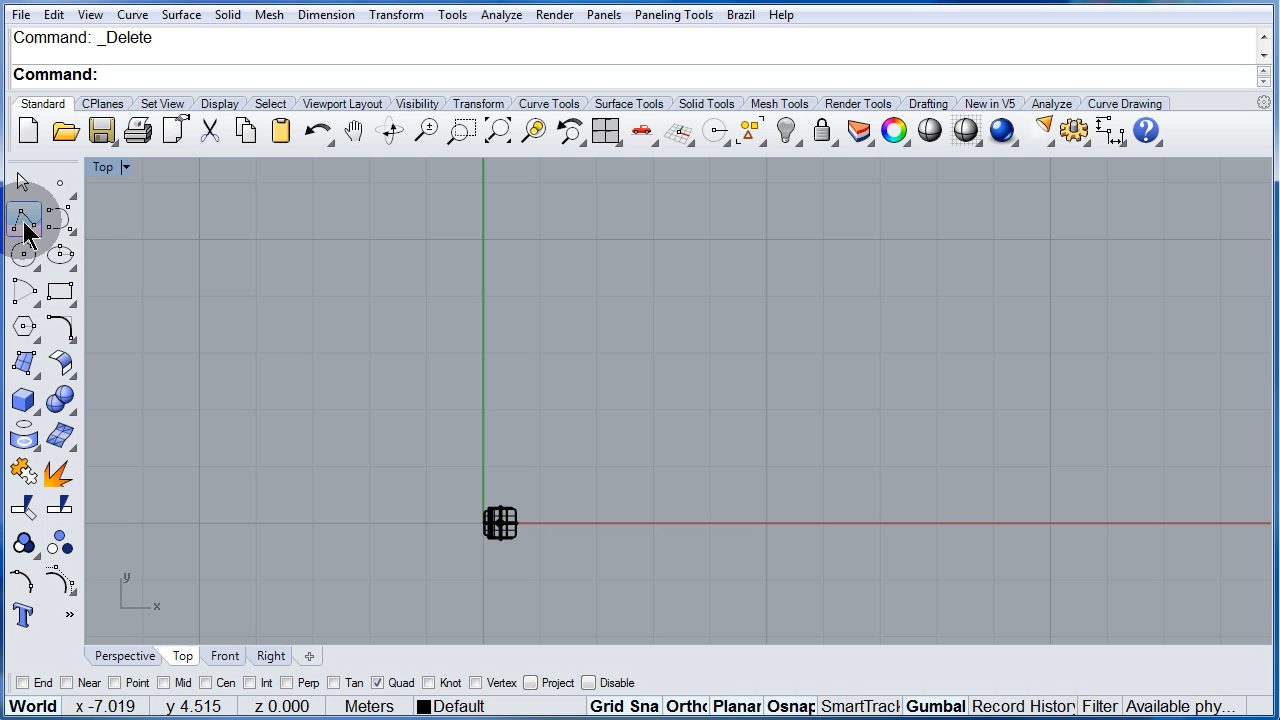 File Edit View Curve Surface Solid Mesh Dimension Transform Tools Analyze Render Panels Paneling Tools Brazil Help
Command: _Delete
Command:
Standard CPlanes Set View Display Select Viewport Layout Visibility Transform Curve Tools Surface Tools Solid Tools Mesh Tools Render Tools Drafting New in V5 Analyze Curve Drawing
Top
y
x
Perspective Top Front Right
End Near Point Mid Cen Int Perp Tan Quad Knot Vertex Project Disable
World x -7.019 y 4.515 z 0.000 Meters Default Grid Sna Ortho Planar Osnap SmartTrack Gumbal Record History Filter Available phy...